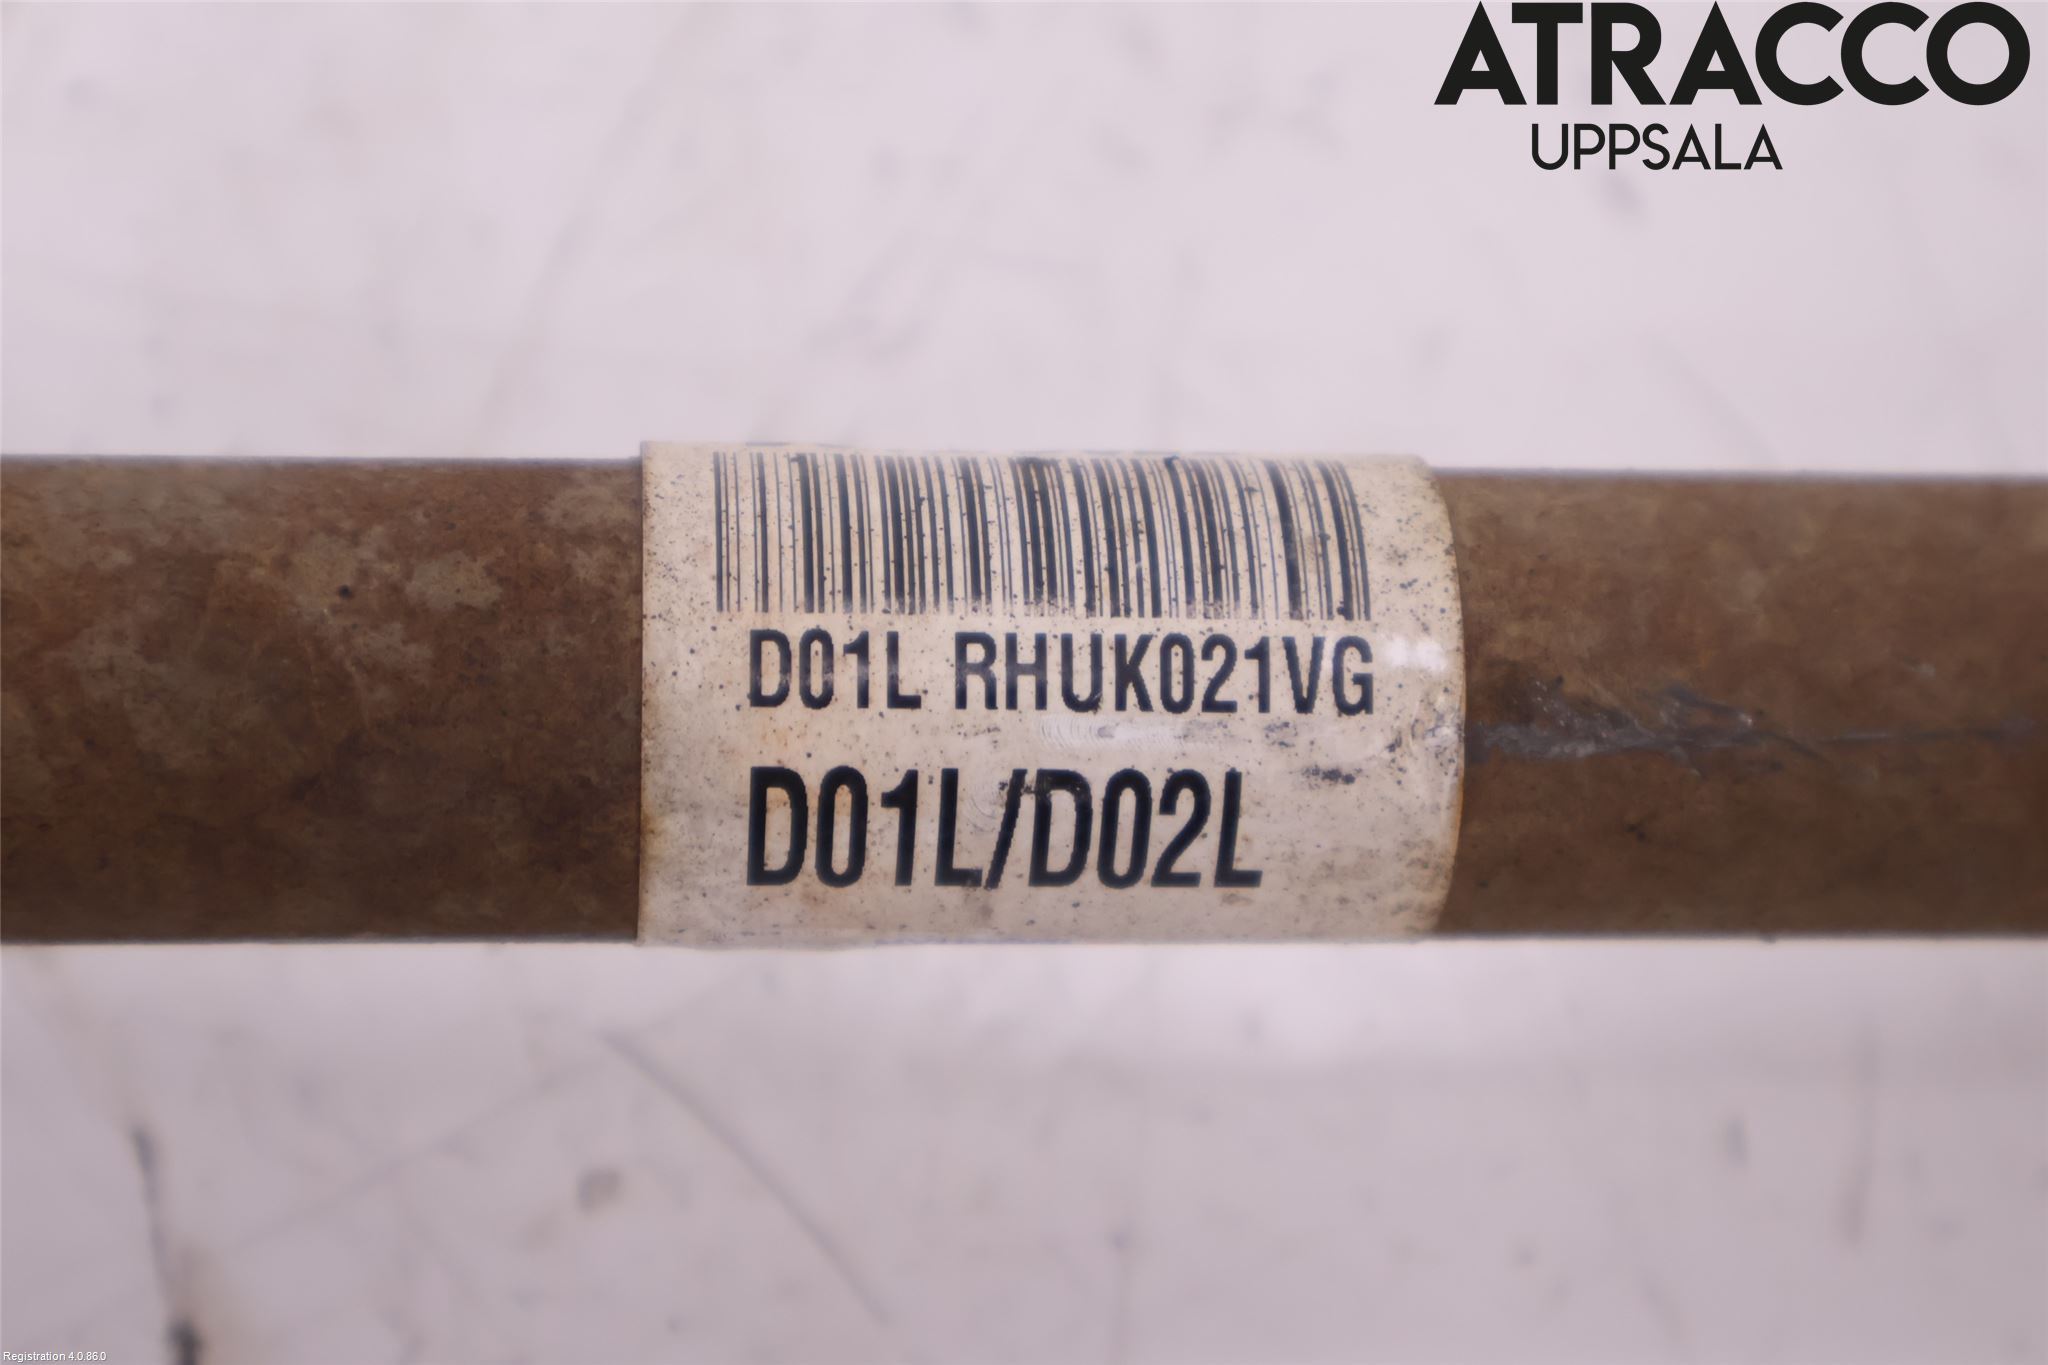 ATRACCO
UPPSALA
D01L RHUK021VG
D01L/D02L
Registration 4.0.86.0